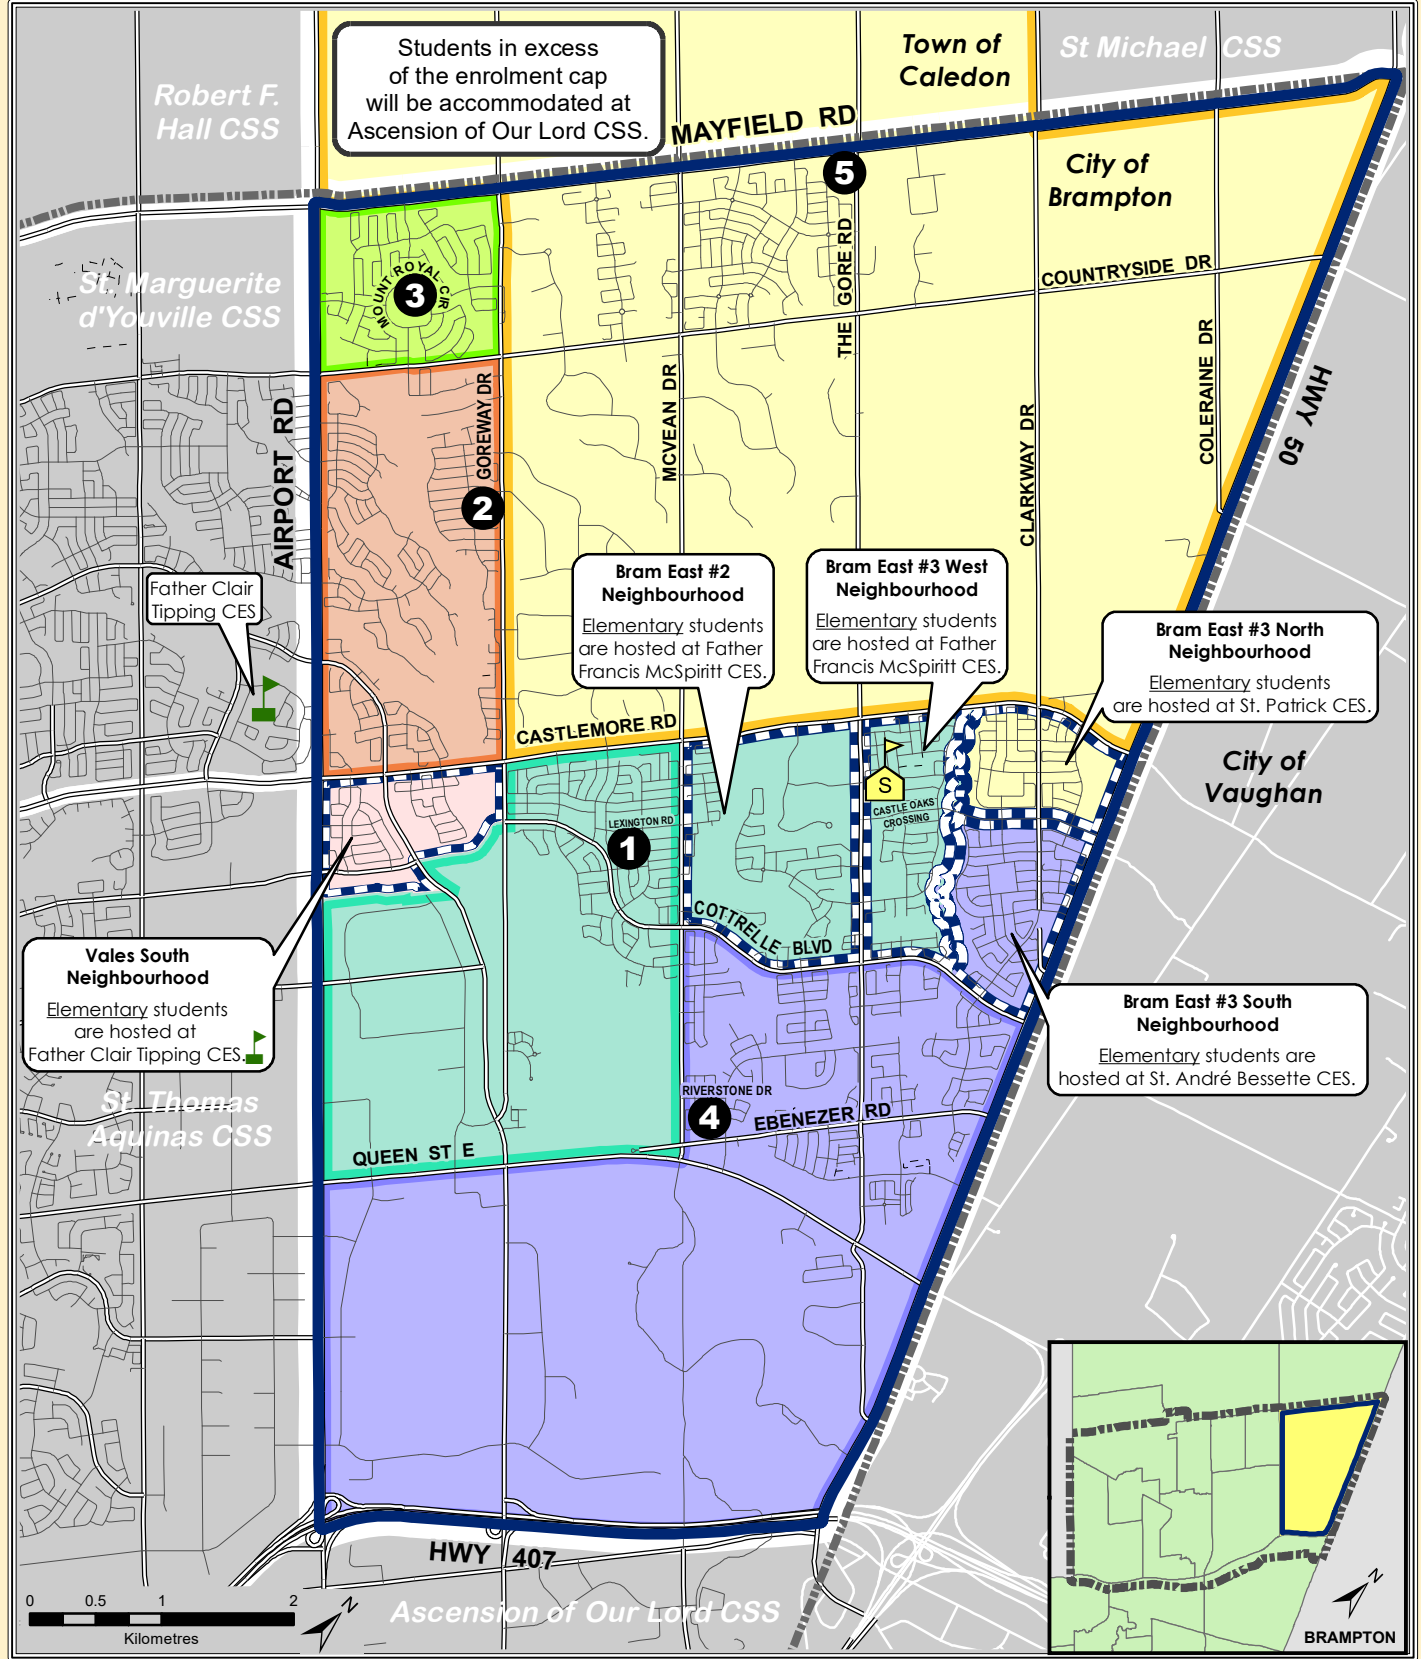 Students in excess
of the enrolment cap
will be accommodated at
Ascension of Our Lord CSS.
Town of
Caledon
St Michael CSS
Robert F.
Hall CSS
MAYFIELD RD
5
City of
Brampton
St. Marguerite
d'Youville CSS
MOUNT ROYAL CIR
3
THE GORE RD
COUNTRYSIDE DR
AIRPORT RD
GOREWAY DR
MCVEAN DR
CLARKWAY DR
COLERAINE DR
HWY 50
2
Father Clair
Tipping CES
Bram East #2
Neighbourhood
Elementary students
are hosted at Father
Francis McSpiritt CES.
Bram East #3 West
Neighbourhood
Elementary students
are hosted at Father
Francis McSpiritt CES.
Bram East #3 North
Neighbourhood
Elementary students
are hosted at St. Patrick CES.
CASTLEMORE RD
City of
Vaughan
S
CASTLE OAKS
CROSSING
LEXINGTON RD
1
COTTRELLE BLVD
Vales South
Neighbourhood
Elementary students
are hosted at
Father Clair Tipping CES.
Bram East #3 South
Neighbourhood
Elementary students are
hosted at St. André Bessette CES.
St. Thomas
Aquinas CSS
RIVERSTONE DR
4
EBENEZER RD
QUEEN ST E
HWY 407
Ascension of Our Lord CSS
0 0.5 1 2
Kilometres
N
N
BRAMPTON